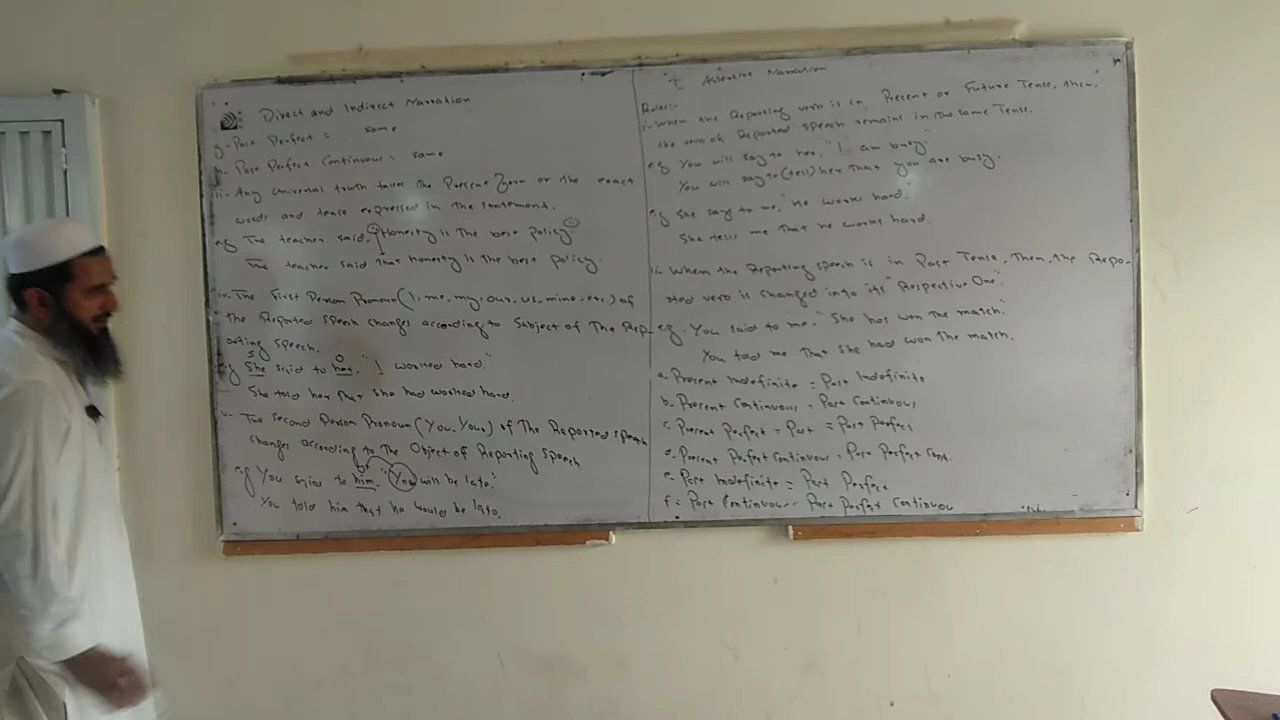 Direct and Indirect Narration
g- Past Perfect = same
h- Past Perfect Continuous = same
iii- Any Universal truth takes The Present Form or the exact
words and tense expressed in The statement.
e.g The teacher said, "Honesty is The best policy"
The teacher said that honesty is The best policy.
iv- The First Person Pronoun (I, me, my, our, us, mine, etc.) of
The Reported Speech changes according to Subject of The Rep-
orting Speech.
S O
e.g She said to her, "I worked hard."
She told her that she had worked hard.
v- The Second Person Pronoun (You, Your) of The Reported Speech
changes according to The Object of Reporting Speech
e.g You said to him, "You will be late."
You told him that he would be late.
I Assertive Narration
Rules:-
i- When the Reporting verb is in, Present or Future Tense, then,
the verb of Reported Speech remains in The same Tense.
e.g You will say to her, "I am busy."
You will say to (tell) her That you are busy.
e.g She say to me, "He works hard."
She tells me That he works hard.
ii- When the Reporting speech is in Past Tense, Then, the Repo-
rted verb is changed into its "Respective One".
e.g. You said to me, "She has won The match."
You told me That she had won The match.
a. Present Indefinite = Past Indefinite
b. Present Continuous = Past Continuous
c. Present Perfect = Past = Past Perfect
d. Present Perfect Continuous = Past Perfect Cont.
e. Past Indefinite = Past Perfect
f. Past Continuous = Past Perfect Continuou